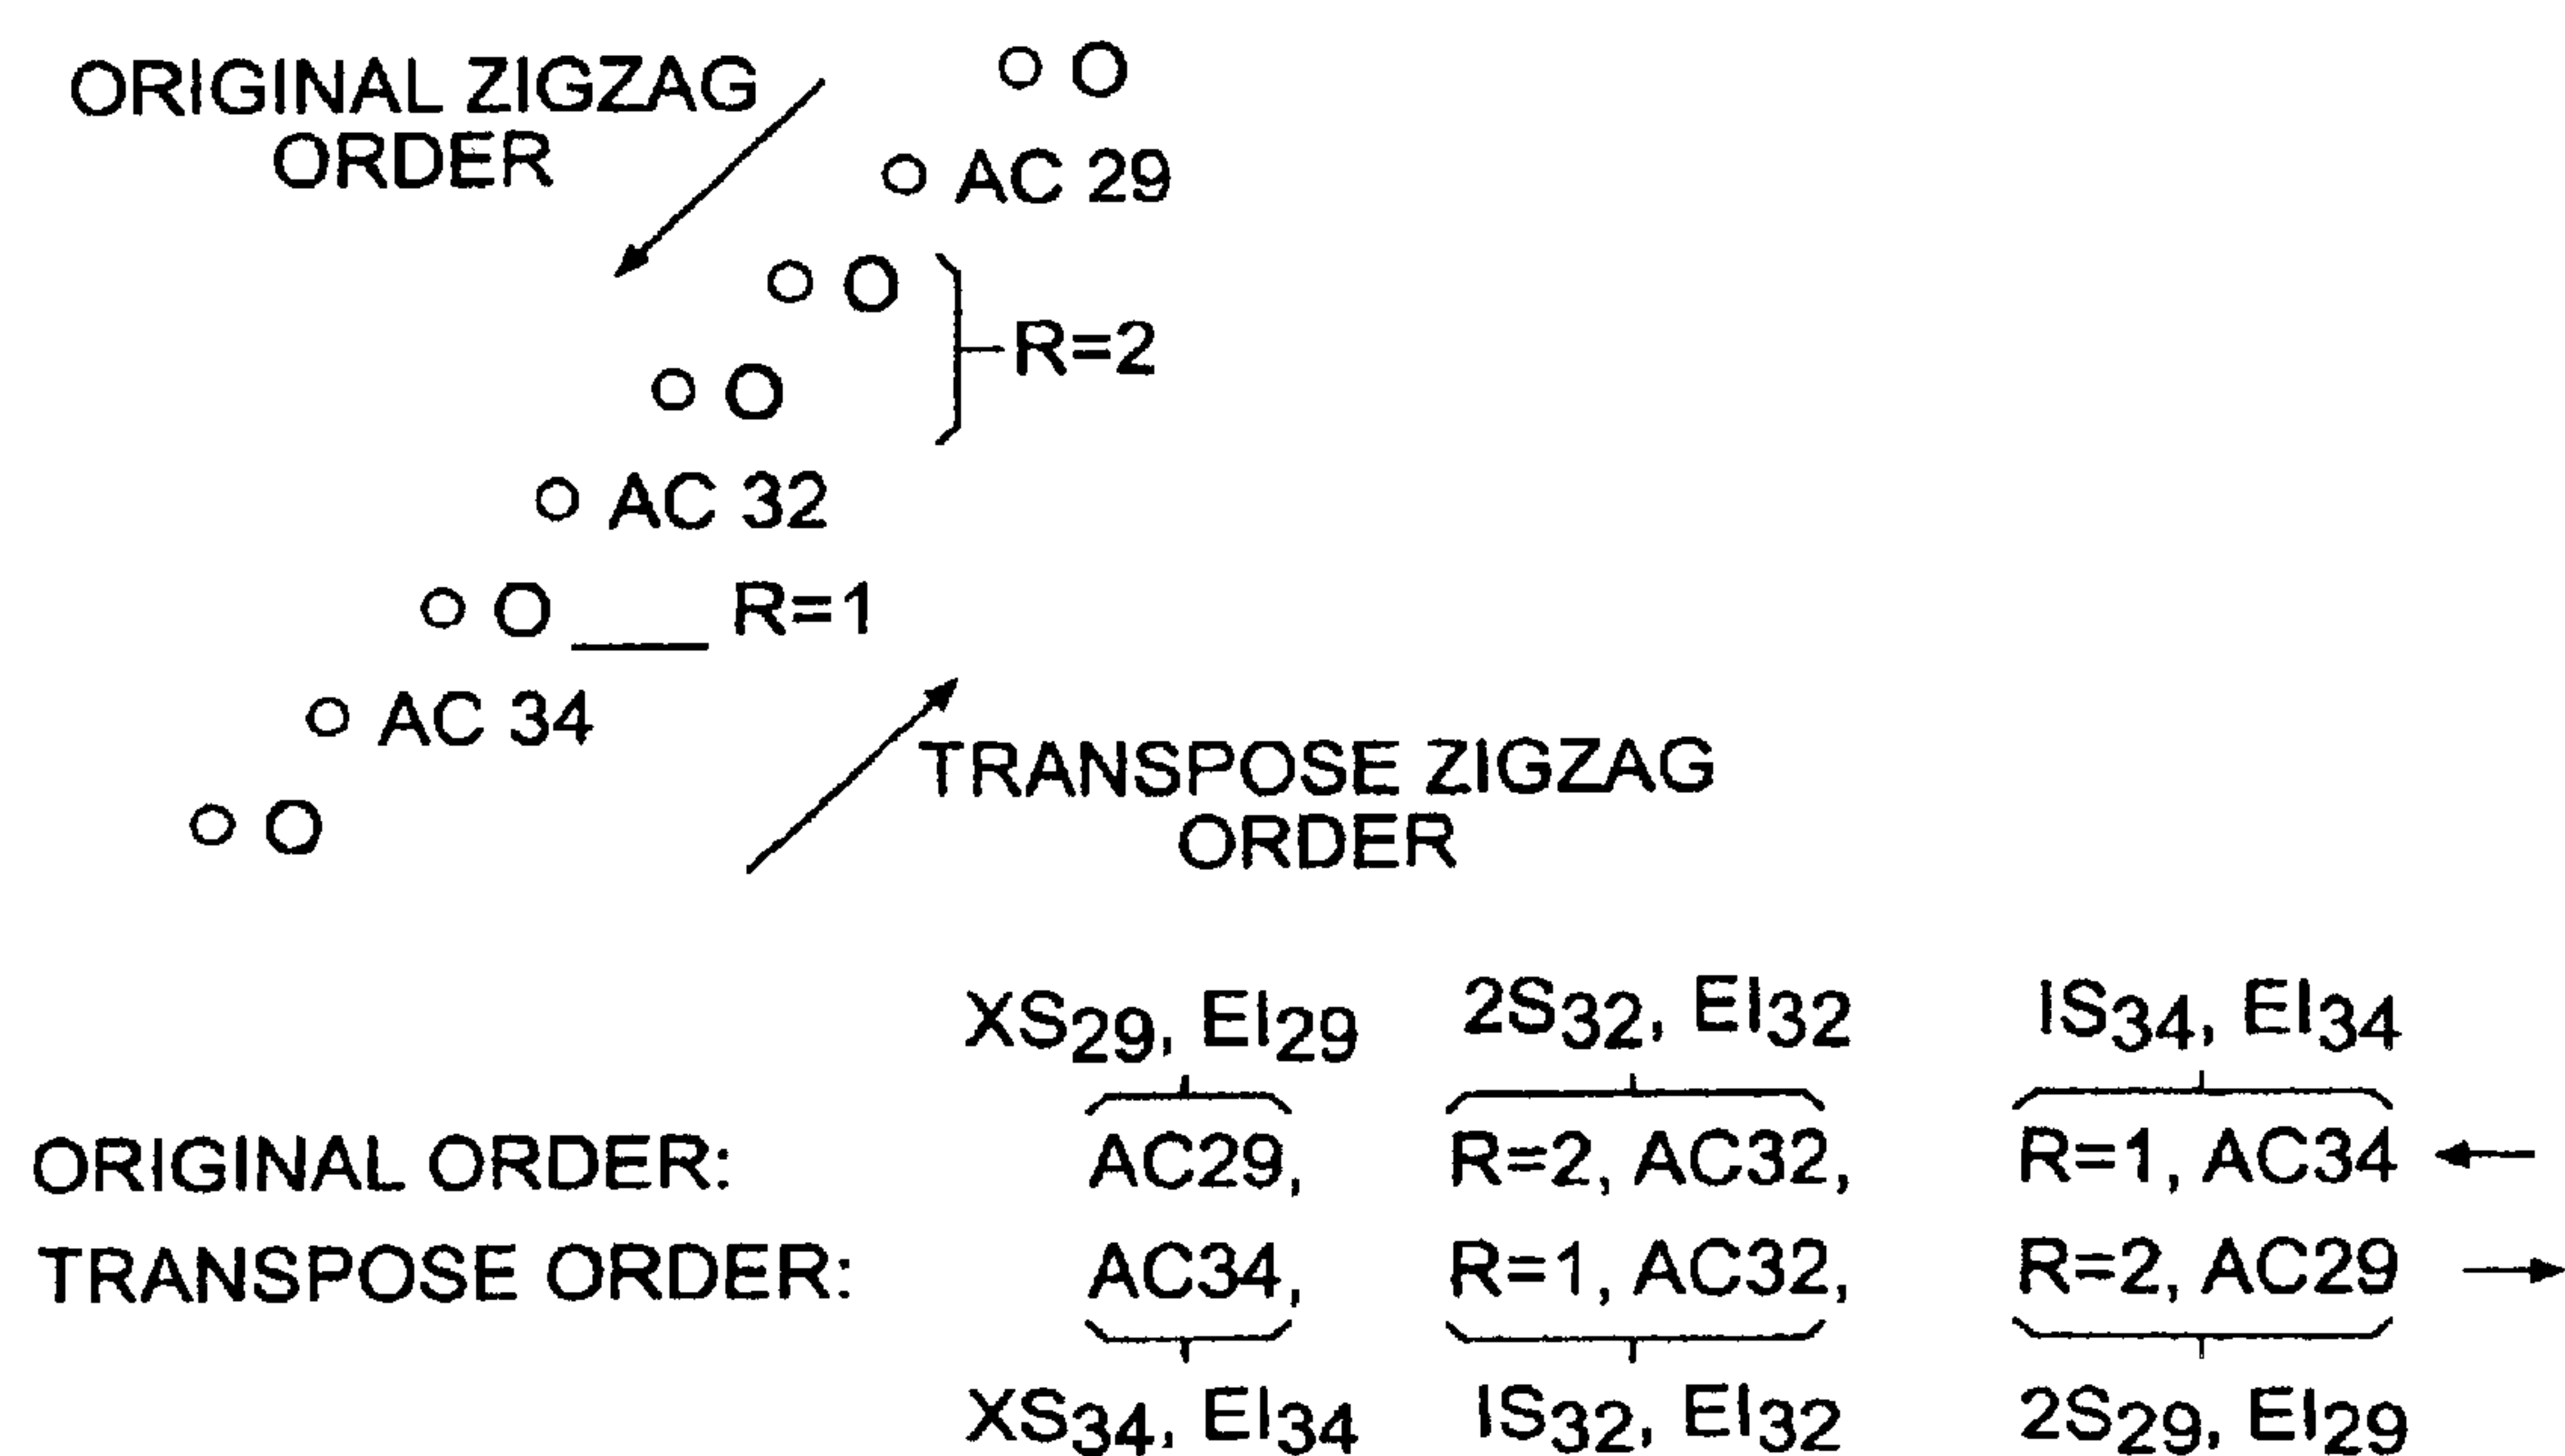 ORIGINAL ZIGZAG
ORDER
O O
O AC 29
O O
R=2
O O
O AC 32
O O R=1
O AC 34
TRANSPOSE ZIGZAG
ORDER
O O
XS29, EI29 2S32, EI32 IS34, EI34
ORIGINAL ORDER: AC29, R=2, AC32, R=1, AC34
TRANSPOSE ORDER: AC34, R=1, AC32, R=2, AC29
XS34, EI34 IS32, EI32 2S29, EI29